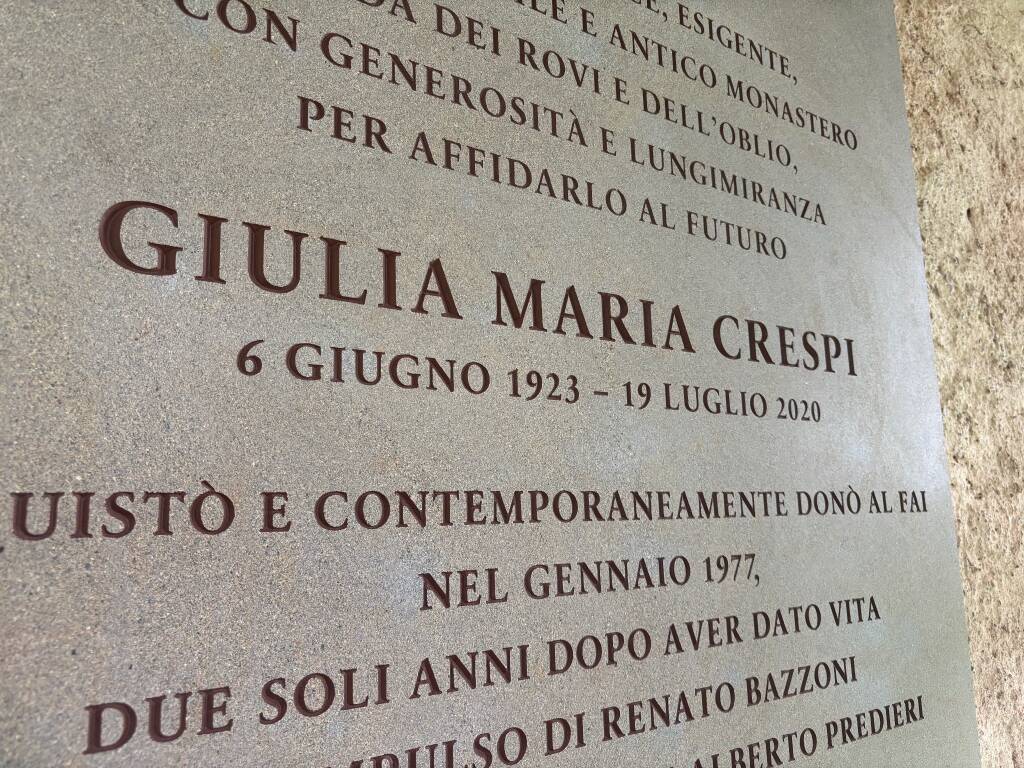 E, ESIGENTE,
E ANTICO MONASTERO
DA DEI ROVI E DELL'OBLIO,
CON GENEROSITÀ E LUNGIMIRANZA
PER AFFIDARLO AL FUTURO
GIULIA MARIA CRESPI
6 GIUGNO 1923 – 19 LUGLIO 2020
UISTÒ E CONTEMPORANEAMENTE DONÒ AL FAI
NEL GENNAIO 1977,
DUE SOLI ANNI DOPO AVER DATO VITA
MPULSO DI RENATO BAZZONI
ALBERTO PREDIERI